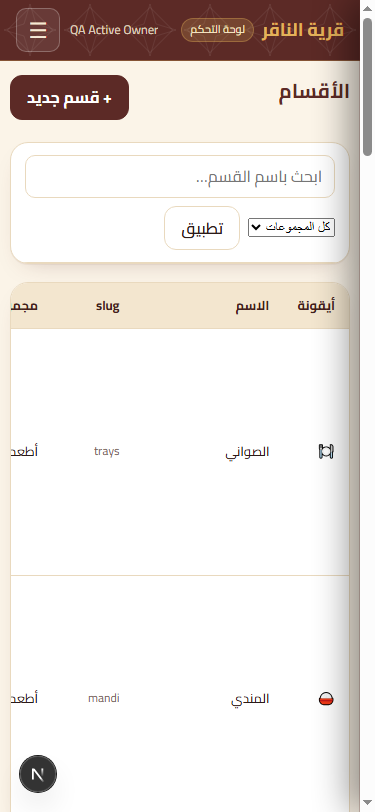 قرية الناقر لوحة التحكم QA Active Owner
الأقسام
+ قسم جديد
ابحث باسم القسم...
كل المجموعات
تطبيق
أيقونة الاسم slug
الصواني trays
المندي mandi
N